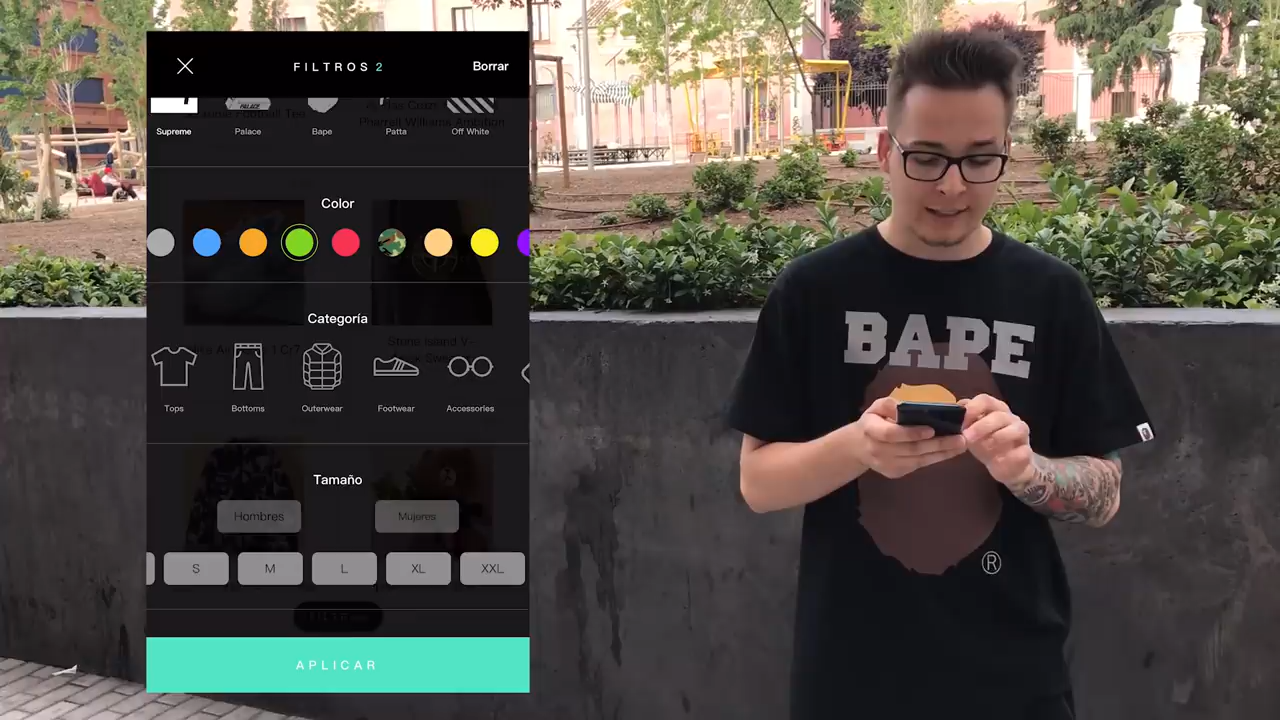 FILTROS 2
Borrar
Supreme
Palace
Bape
Patta
Off White
Color
Categoría
Tops
Bottoms
Outerwear
Footwear
Accessories
Tamaño
Hombres
Mujeres
S
M
L
XL
XXL
APLICAR
BAPE
®